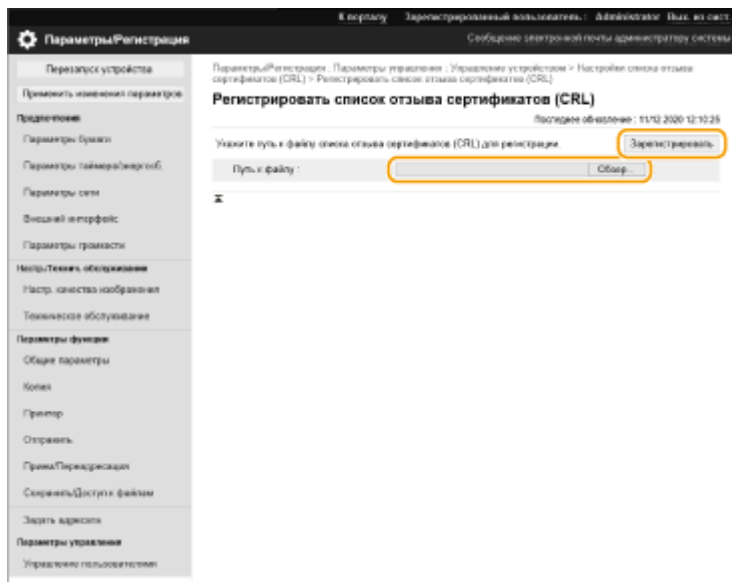 К порталу Зарегистрированный пользователь : Administrator Вых. из сист.
Параметры/Регистрация
Сообщение электронной почты администратору системы
Перезапуск устройства
Применить изменения параметров
Предпочтения
Параметры бумаги
Параметры таймера/энергосб.
Параметры сети
Внешний интерфейс
Параметры громкости
Настр./Технич. обслуживание
Настр. качества изображения
Техническое обслуживание
Параметры функции
Общие параметры
Копия
Принтер
Отправить
Прием/Переадресация
Сохранить/Доступ к файлам
Задать адресата
Параметры управления
Управление пользователями
Параметры/Регистрация : Параметры управления : Управление устройством > Настройки списка отзыва
сертификатов (CRL) > Регистрировать список отзыва сертификатов (CRL)
Регистрировать список отзыва сертификатов (CRL)
Последнее обновление : 11/12 2020 12:10:25
Укажите путь к файлу списка отзыва сертификатов (CRL) для регистрации.
Зарегистрировать
Путь к файлу :
Обзор...